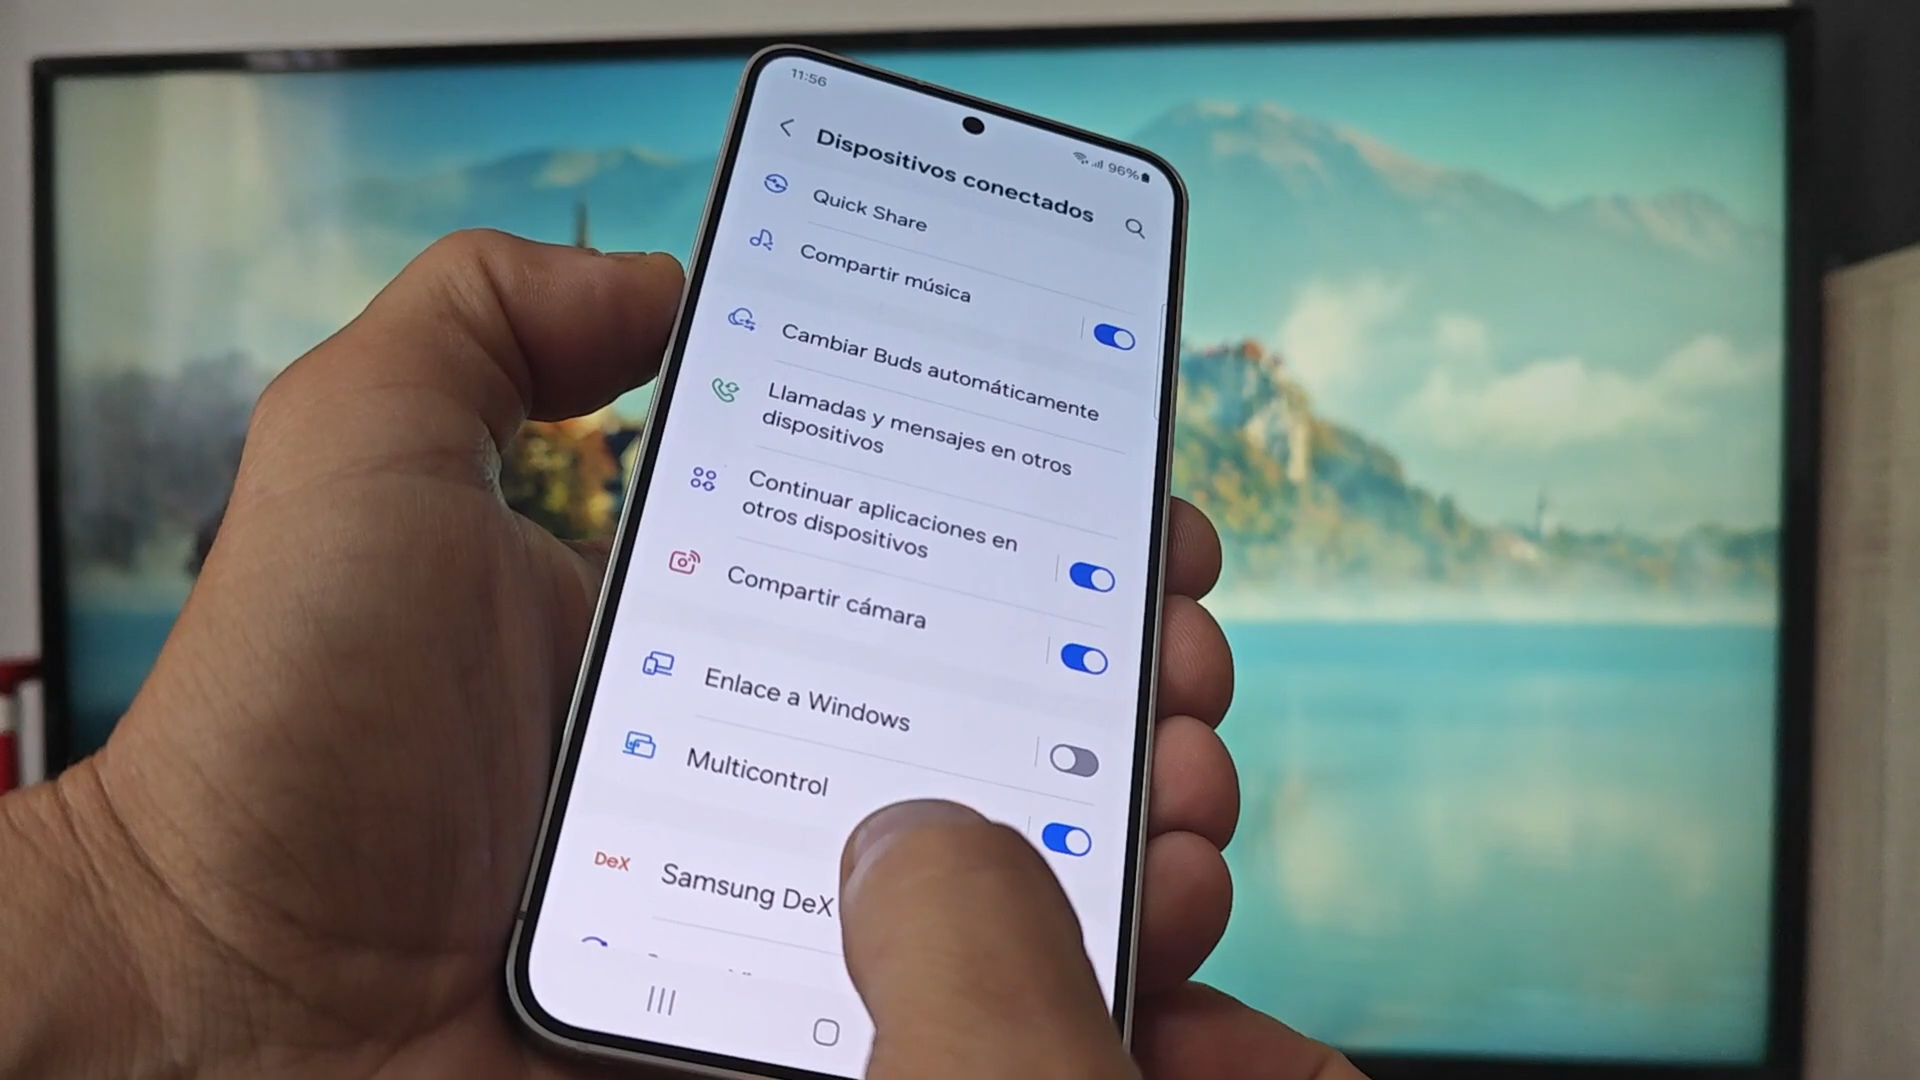 11:56
96%
Dispositivos conectados
Quick Share
Compartir música
Cambiar Buds automáticamente
Llamadas y mensajes en otros
dispositivos
Continuar aplicaciones en
otros dispositivos
Compartir cámara
Enlace a Windows
Multicontrol
DeX
Samsung DeX